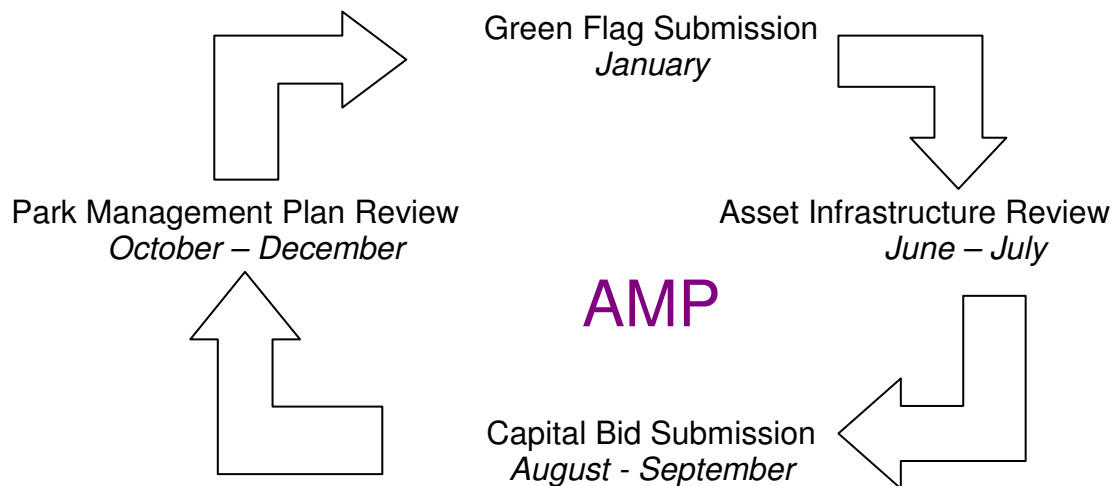 Green Flag Submission
January
Park Management Plan Review
October – December
Asset Infrastructure Review
June – July
AMP
Capital Bid Submission
August - September